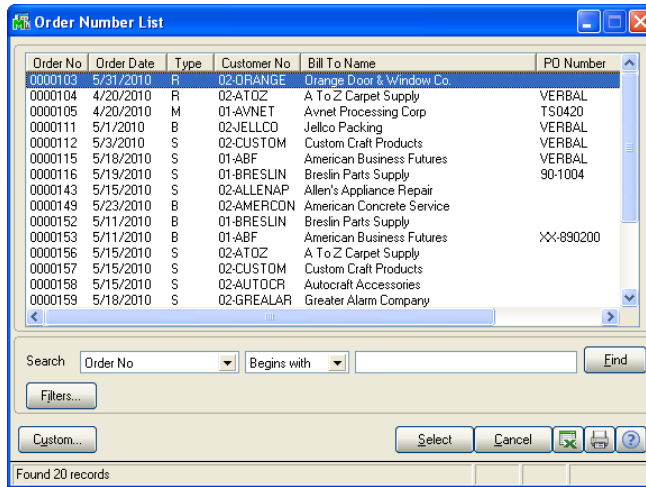 Order Number List
Order No Order Date Type Customer No Bill To Name PO Number
0000103 5/31/2010 R 02-ORANGE Orange Door & Window Co.
0000104 4/20/2010 R 02-ATOZ A To Z Carpet Supply VERBAL
0000105 4/20/2010 M 01-AVNET Avnet Processing Corp TS0420
0000111 5/1/2010 B 02-JELLCO Jellco Packing VERBAL
0000112 5/3/2010 S 02-CUSTOM Custom Craft Products VERBAL
0000115 5/18/2010 S 01-ABF American Business Futures VERBAL
0000116 5/19/2010 S 01-BRESLIN Breslin Parts Supply 90-1004
0000143 5/15/2010 S 02-ALLENAP Allen's Appliance Repair
0000149 5/23/2010 B 02-AMERCON American Concrete Service
0000152 5/11/2010 B 01-BRESLIN Breslin Parts Supply
0000153 5/11/2010 B 01-ABF American Business Futures XX-890200
0000156 5/15/2010 S 02-ATOZ A To Z Carpet Supply
0000157 5/15/2010 S 02-CUSTOM Custom Craft Products
0000158 5/15/2010 S 02-AUTOCR Autocraft Accessories
0000159 5/18/2010 S 02-GREALAR Greater Alarm Company
Search Order No Begins with Find
Filters...
Custom... Select Cancel
Found 20 records